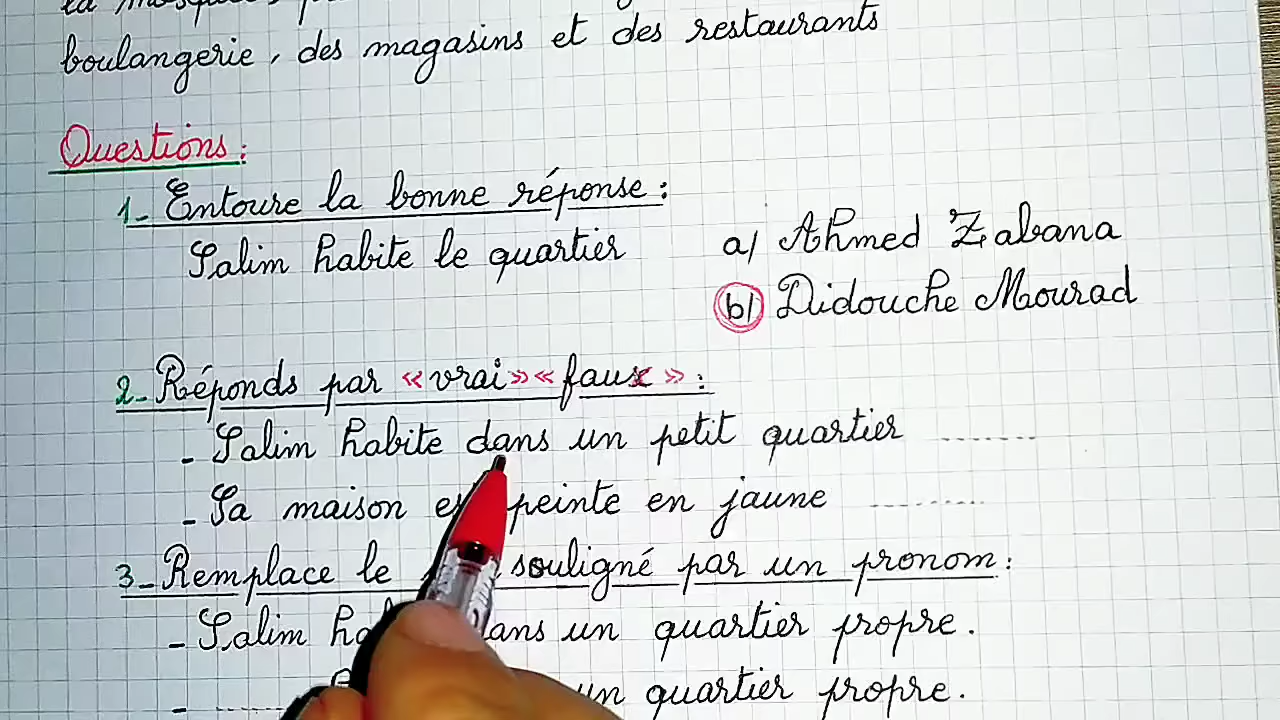 boulangerie, des magasins et des restaurants
Questions:
1- Entoure la bonne réponse:
Salim habite le quartier a) Ahmed Zabana
b) Didouche Mourad
2- Réponds par «vrai» «faux»:
- Salim habite dans un petit quartier ..........
- Sa maison peinte en jaune ..........
3- Remplace le souligné par un pronom:
- Salim dans un quartier propre.
- .......... un quartier propre.